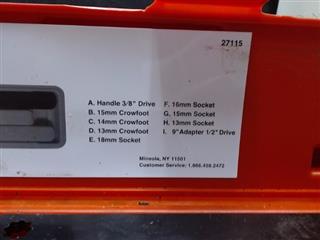 27115
A. Handle 3/8" Drive
B. 15mm Crowfoot
C. 14mm Crowfoot
D. 13mm Crowfoot
E. 18mm Socket
F. 16mm Socket
G. 15mm Socket
H. 13mm Socket
I. 9"Adapter 1/2" Drive
Mineola, NY 11501
Customer Service: 1.866.458.2472